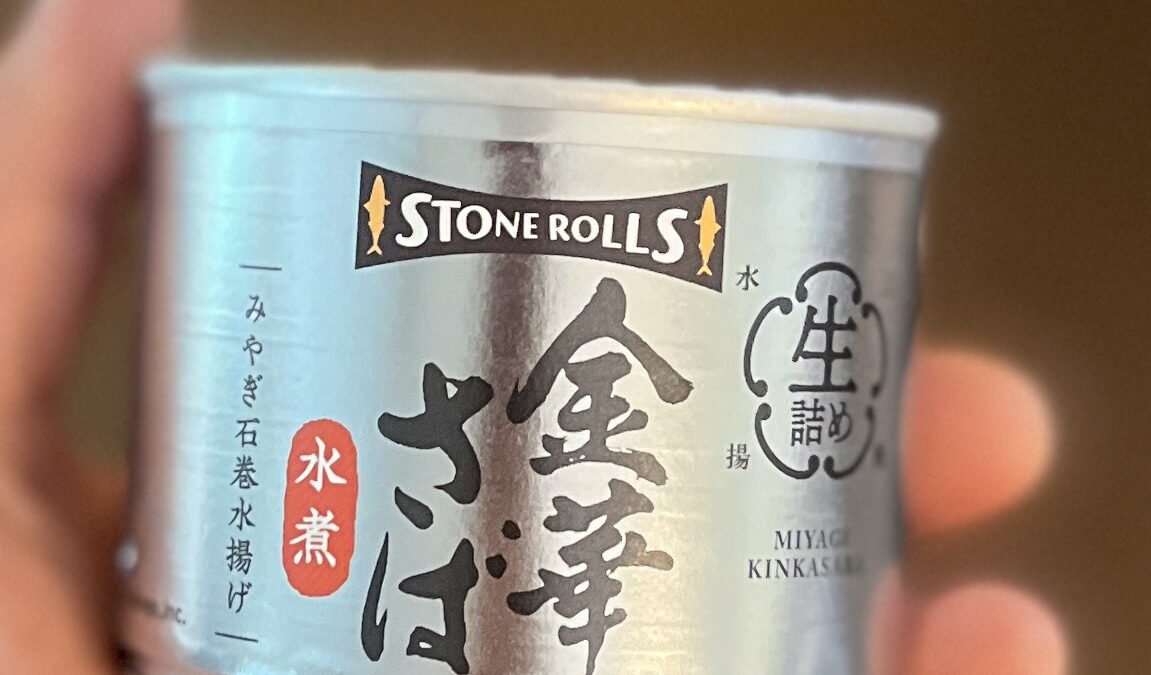 STONE ROLLS
金華
さば
水煮
みやぎ石巻水揚げ
水
揚
生
詰め
MIYAGI